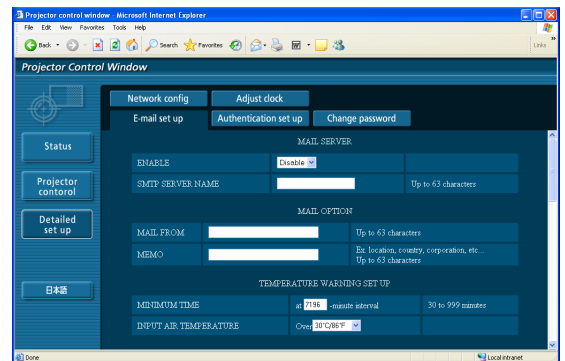 Projector control window - Microsoft Internet Explorer
File Edit View Favorites Tools Help
Back Search Favorites Links
Projector Control Window
Network config Adjust clock
E-mail set up Authentication set up Change password
Status
Projector
contorol
Detailed
set up
日本語
MAIL SERVER
ENABLE Disable
SMTP SERVER NAME Up to 63 characters
MAIL OPTION
MAIL FROM Up to 63 characters
MEMO Ex. location, country, corporation, etc...
Up to 63 characters
TEMPERATURE WARNING SET UP
MINIMUM TIME at 7196 -minute interval 30 to 999 minutes
INPUT AIR TEMPERATURE Over 30°C/86°F
Done Local intranet